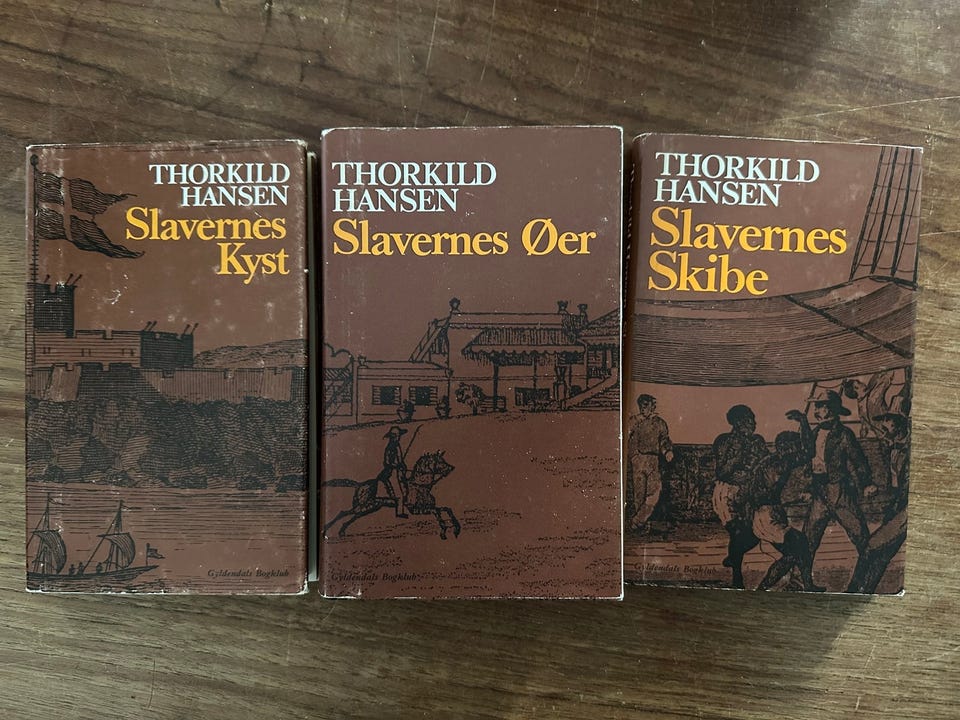 THORKILD
HANSEN
Slavernes
Kyst
Gyldendals Bogklub
THORKILD
HANSEN
Slavernes Øer
Gyldendals Bogklub
THORKILD
HANSEN
Slavernes
Skibe
Gyldendals Bogklub